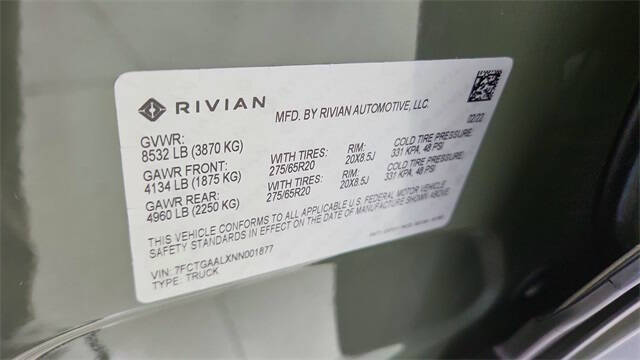 RIVIAN MFD. BY RIVIAN AUTOMOTIVE, LLC. 02/22
GVWR:
8532 LB (3870 KG)
GAWR FRONT: WITH TIRES: RIM: COLD TIRE PRESSURE:
4134 LB (1875 KG) 275/65R20 20X8.5J 331 KPA, 48 PSI
GAWR REAR: WITH TIRES: RIM: COLD TIRE PRESSURE:
4960 LB (2250 KG) 275/65R20 20X8.5J 331 KPA, 48 PSI
THIS VEHICLE CONFORMS TO ALL APPLICABLE U.S. FEDERAL MOTOR VEHICLE
SAFETY STANDARDS IN EFFECT ON THE DATE OF MANUFACTURE SHOWN ABOVE.
VIN: 7FCTGAALXNN001877
TYPE: TRUCK